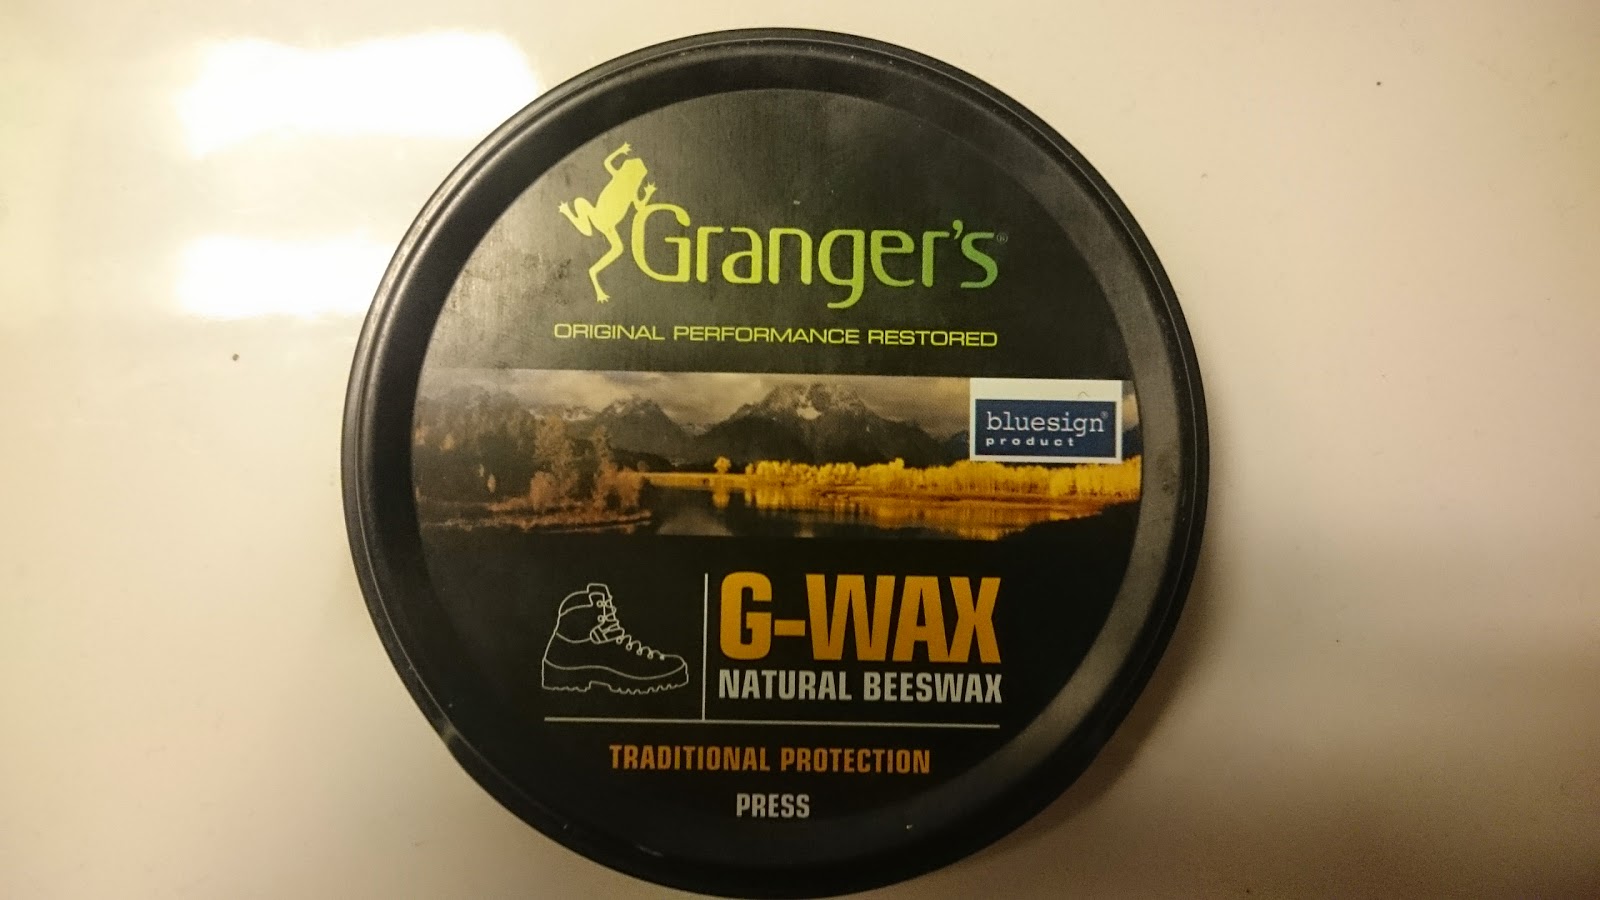 Granger's®
ORIGINAL PERFORMANCE RESTORED
bluesign®
product
G-WAX
NATURAL BEESWAX
TRADITIONAL PROTECTION
PRESS